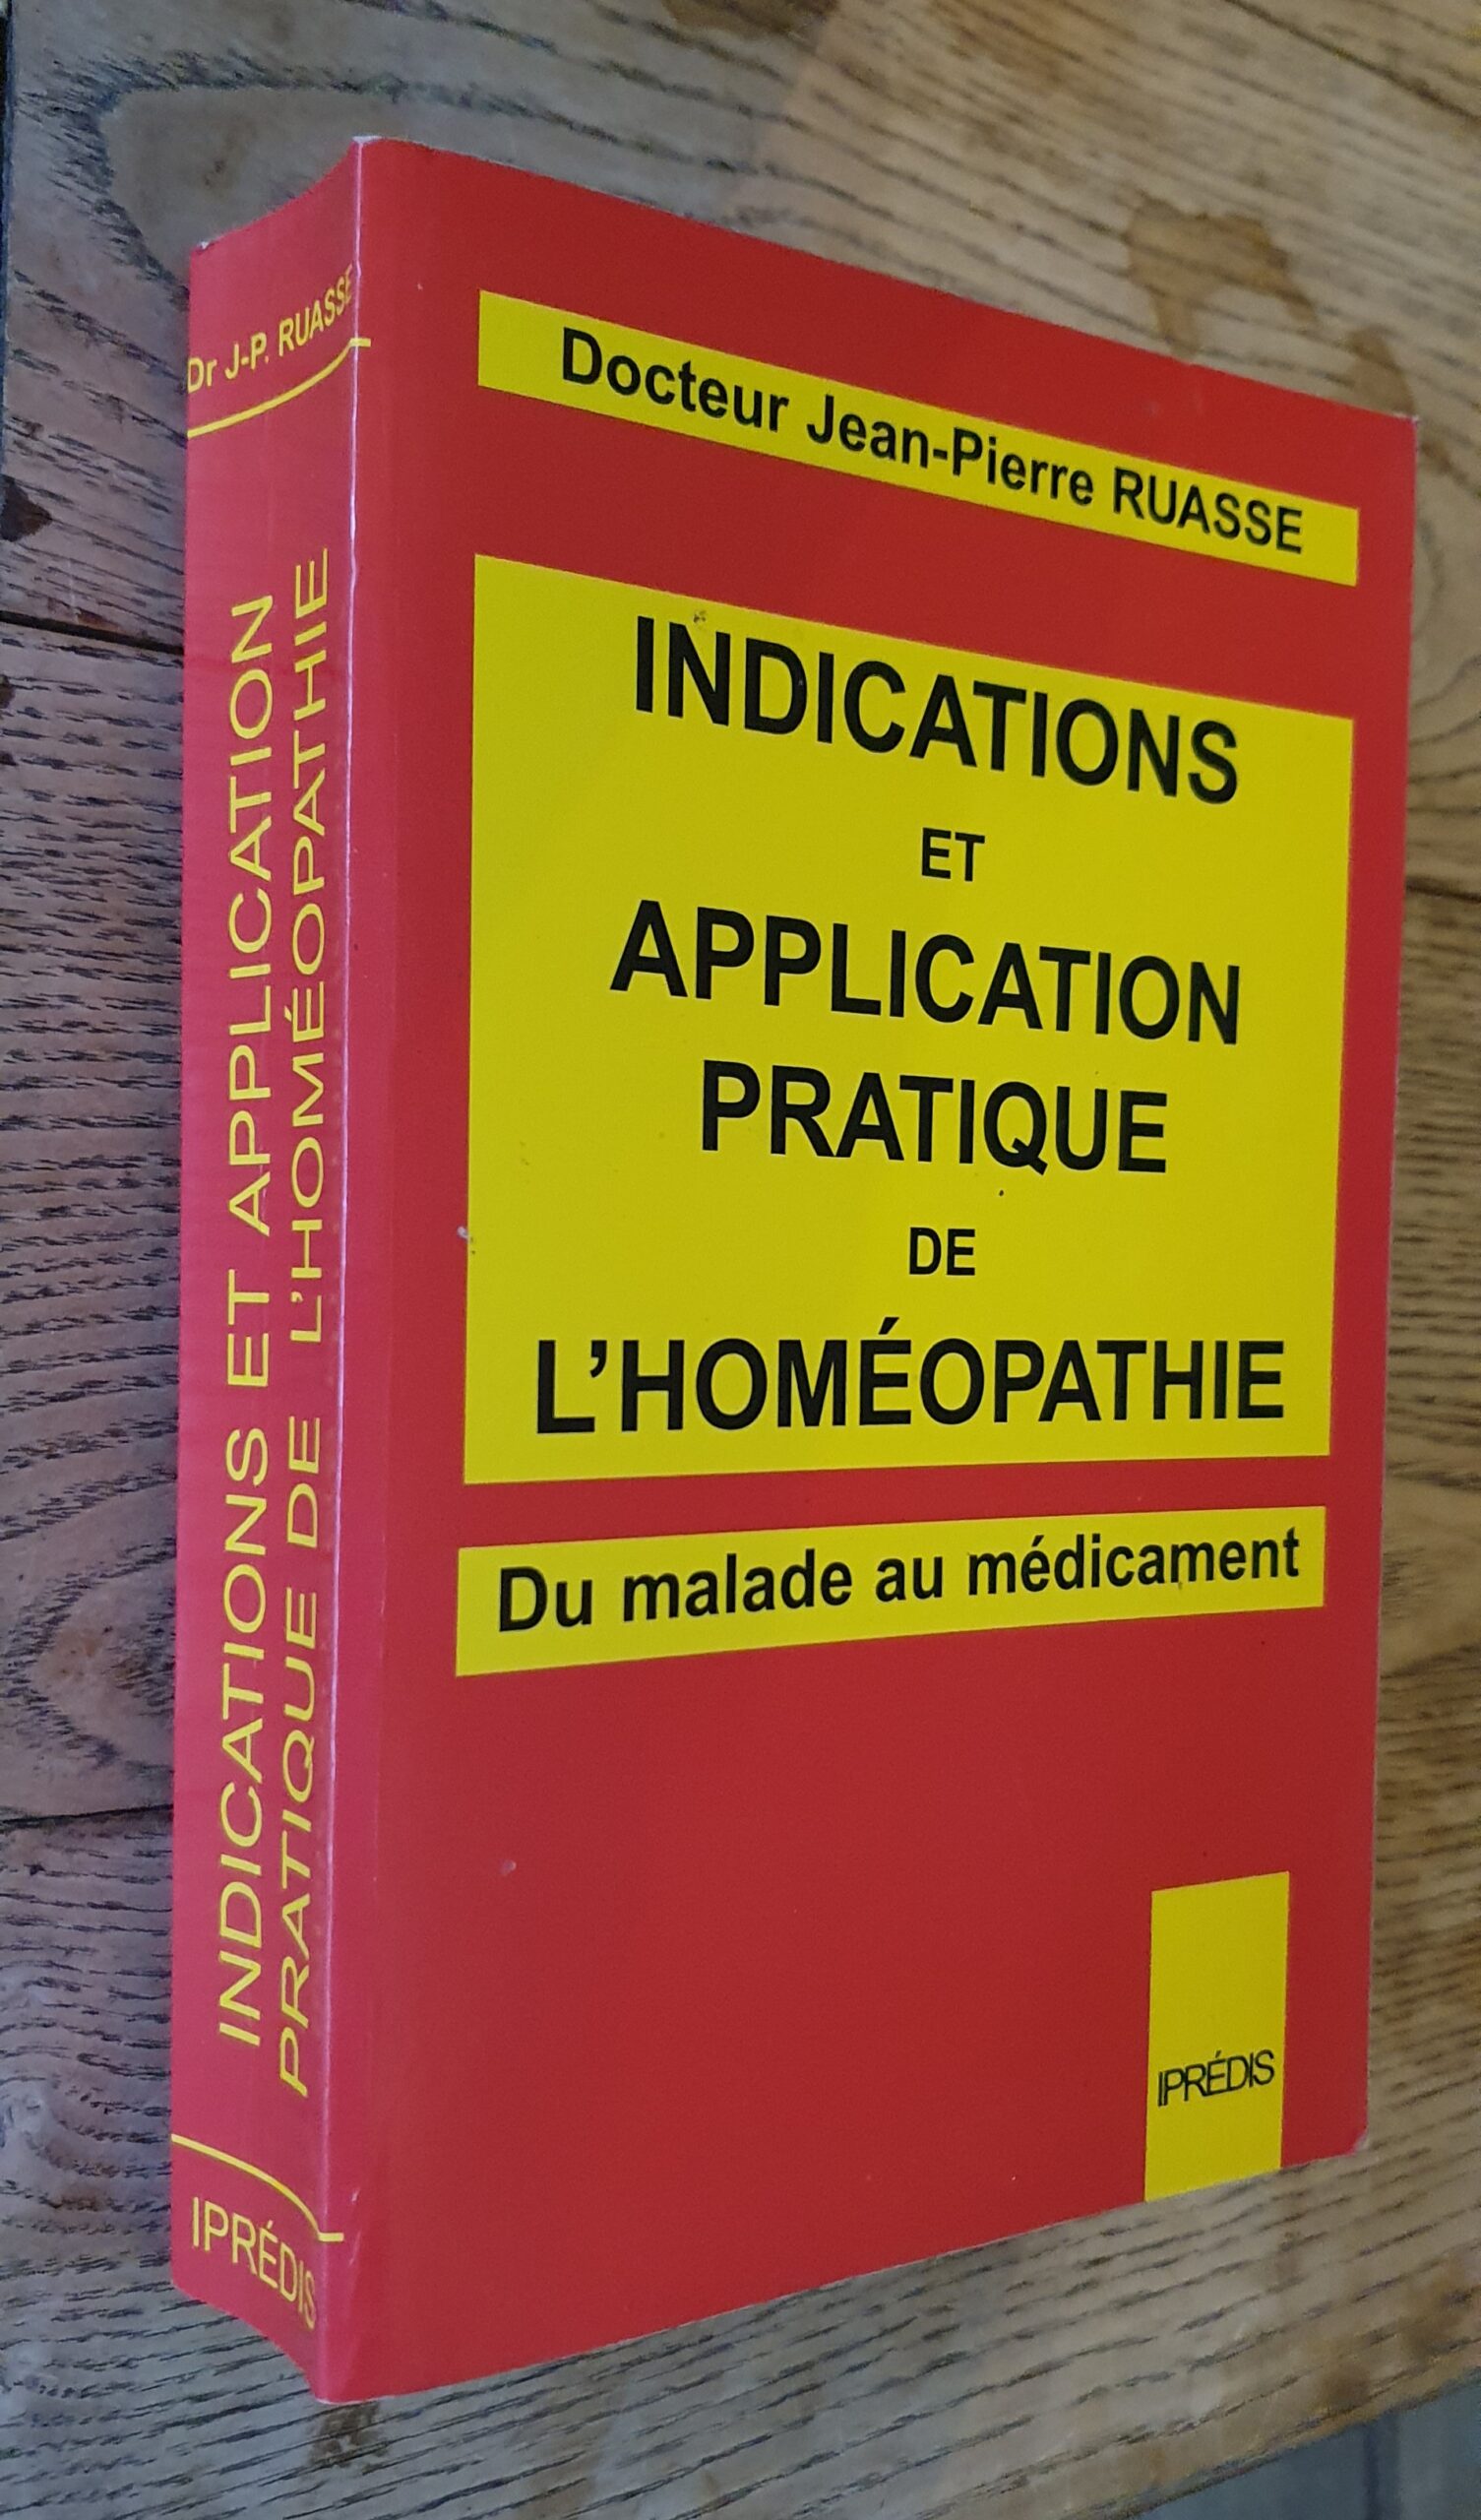 Dr J-P. RUASSE
INDICATIONS ET APPLICATION
PRATIQUE DE L'HOMÉOPATHIE
IPRÉDIS
Docteur Jean-Pierre RUASSE
INDICATIONS
ET
APPLICATION
PRATIQUE
DE
L'HOMÉOPATHIE
Du malade au médicament
IPRÉDIS